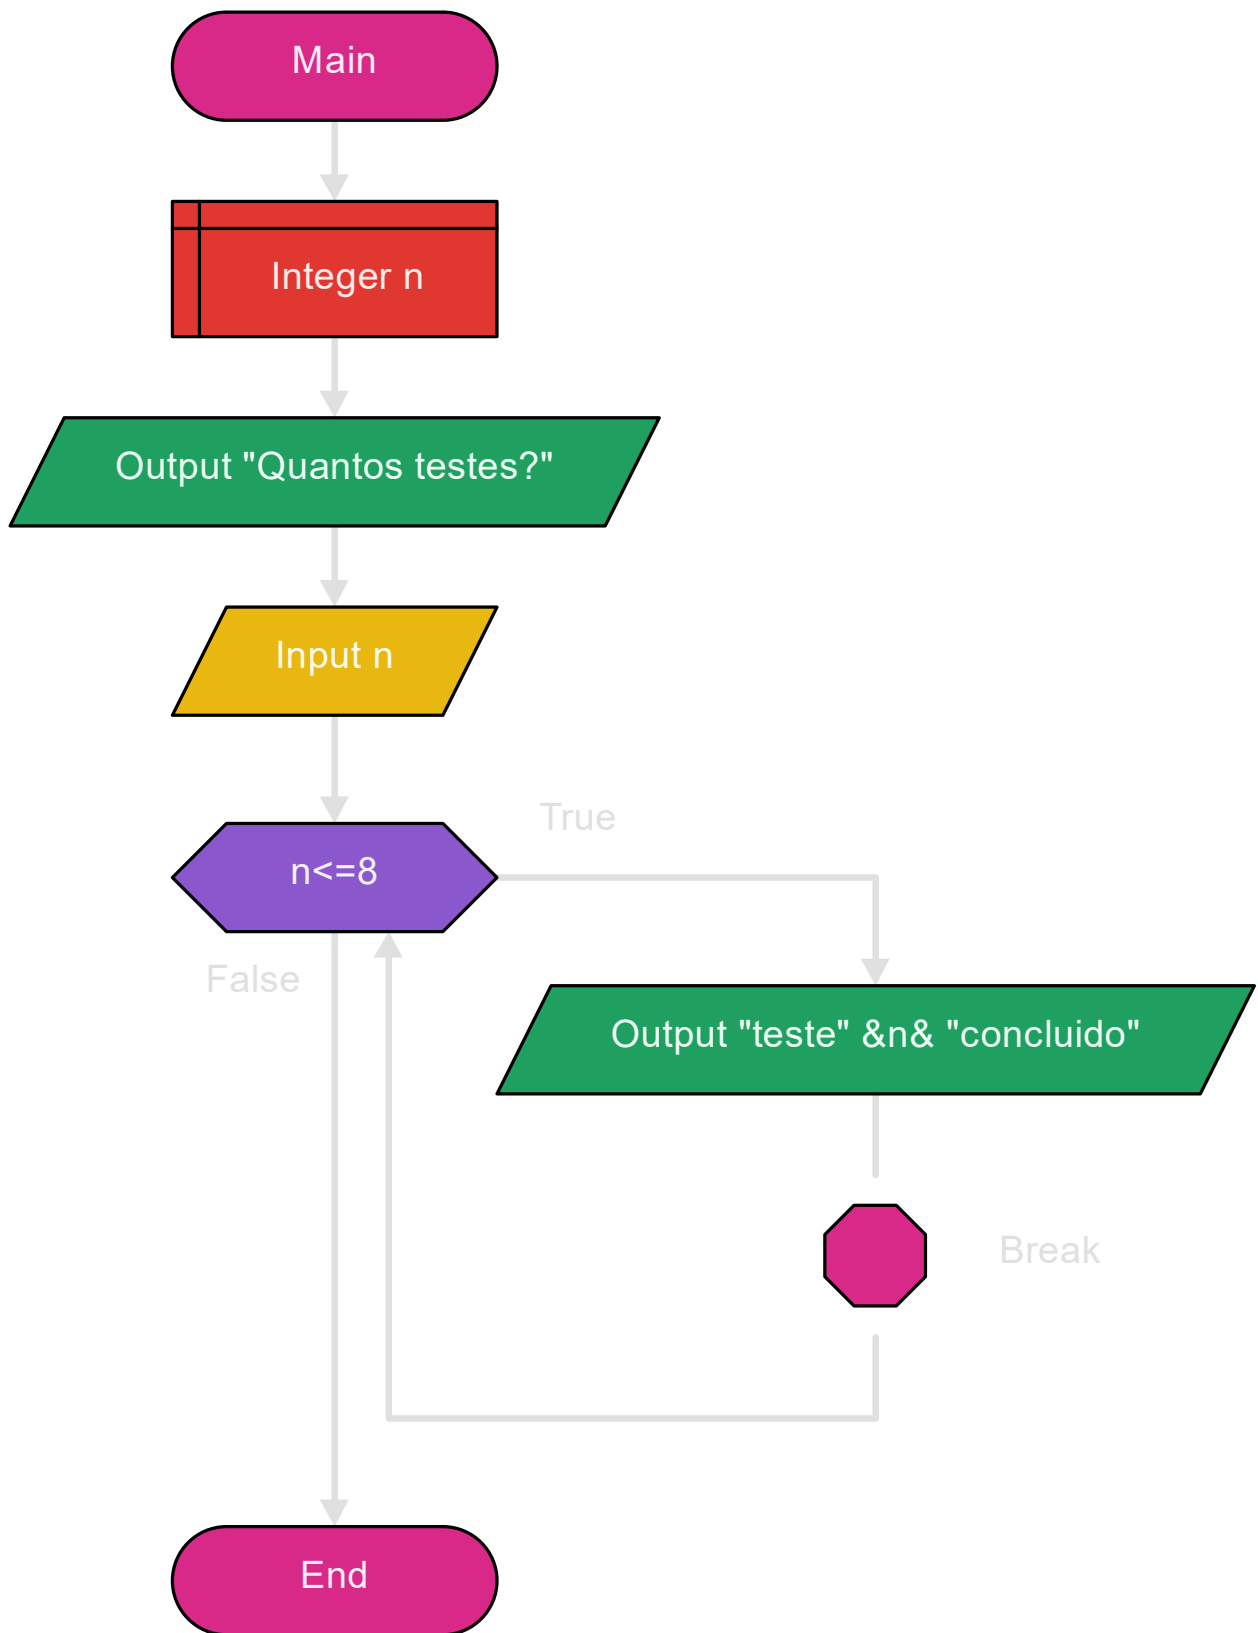 Main
Integer n
Output "Quantos testes?"
Input n
n<=8
True
False
Output "teste" &n& "concluido"
Break
End